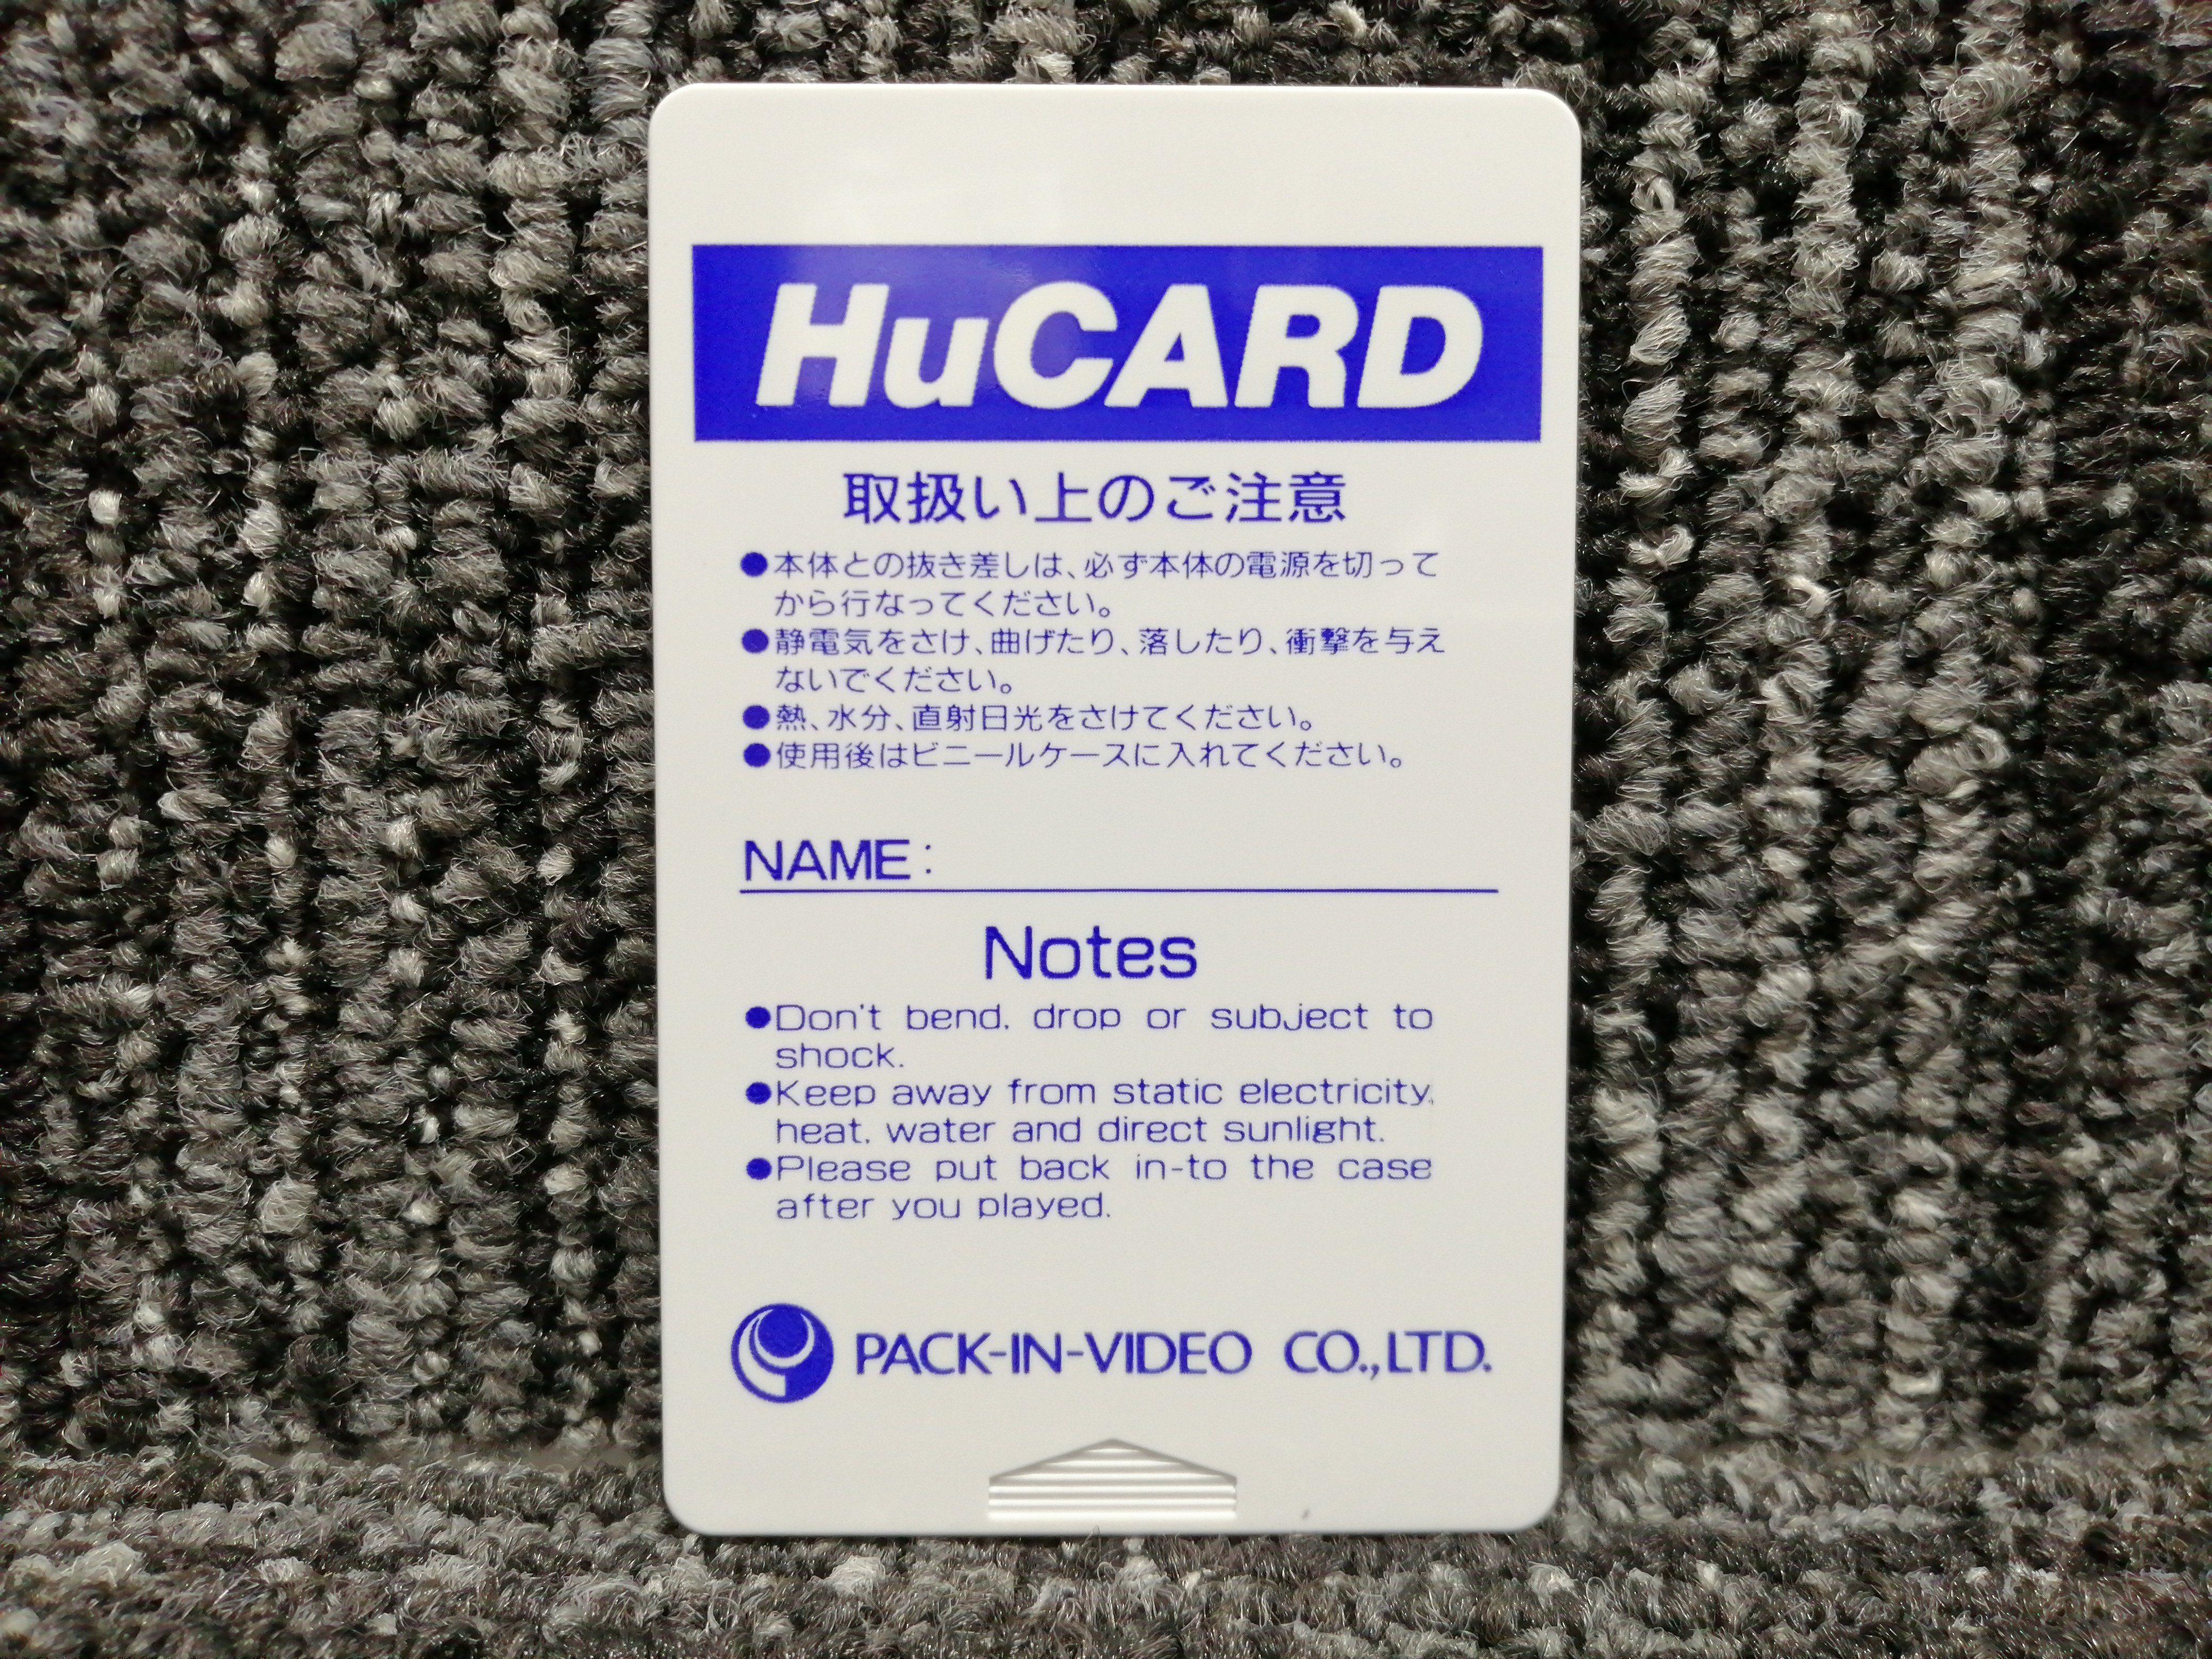 HuCARD
取扱い上のご注意
●本体との抜き差しは、必ず本体の電源を切って
から行なってください。
●静電気をさけ、曲げたり、落したり、衝撃を与え
ないでください。
●熱、水分、直射日光をさけてください。
●使用後はビニールケースに入れてください。
NAME:
Notes
●Don't bend, drop or subject to
shock.
●Keep away from static electricity,
heat, water and direct sunlight.
●Please put back in-to the case
after you played.
PACK-IN-VIDEO CO.,LTD.